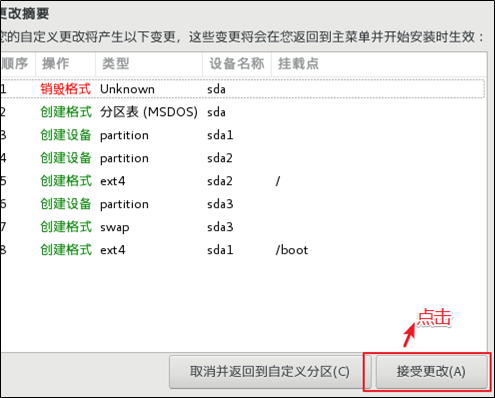 更改摘要
您的自定义更改将产生以下变更，这些变更将会在您返回到主菜单并开始安装时生效：
顺序 操作 类型 设备名称 挂载点
1 销毁格式 Unknown sda
2 创建格式 分区表 (MSDOS) sda
3 创建设备 partition sda1
4 创建设备 partition sda2
5 创建格式 ext4 sda2 /
6 创建设备 partition sda3
7 创建格式 swap sda3
8 创建格式 ext4 sda1 /boot
点击
取消并返回到自定义分区(C) 接受更改(A)